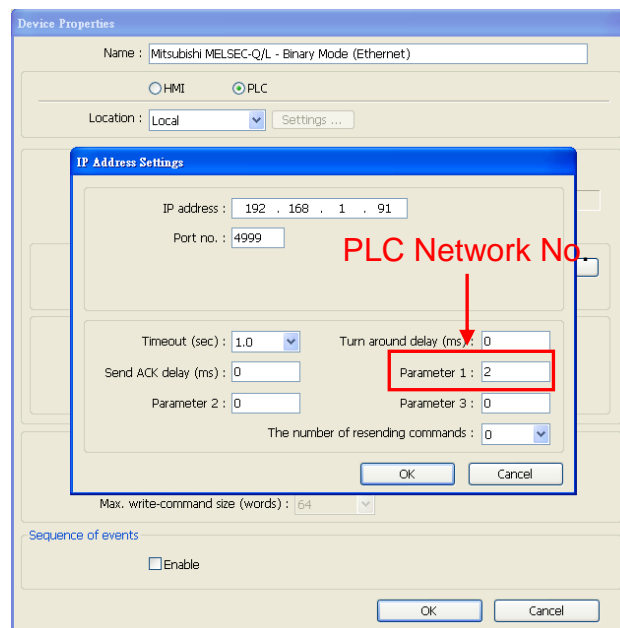 Device Properties
Name : Mitsubishi MELSEC-Q/L - Binary Mode (Ethernet)
HMI PLC
Location : Local Settings ...
IP Address Settings
IP address : 192 . 168 . 1 . 91
Port no. : 4999
PLC Network No.
Timeout (sec) : 1.0 Turn around delay (ms) : 0
Send ACK delay (ms) : 0 Parameter 1 : 2
Parameter 2 : 0 Parameter 3 : 0
The number of resending commands : 0
OK Cancel
Max. write-command size (words) : 64
Sequence of events
Enable
OK Cancel